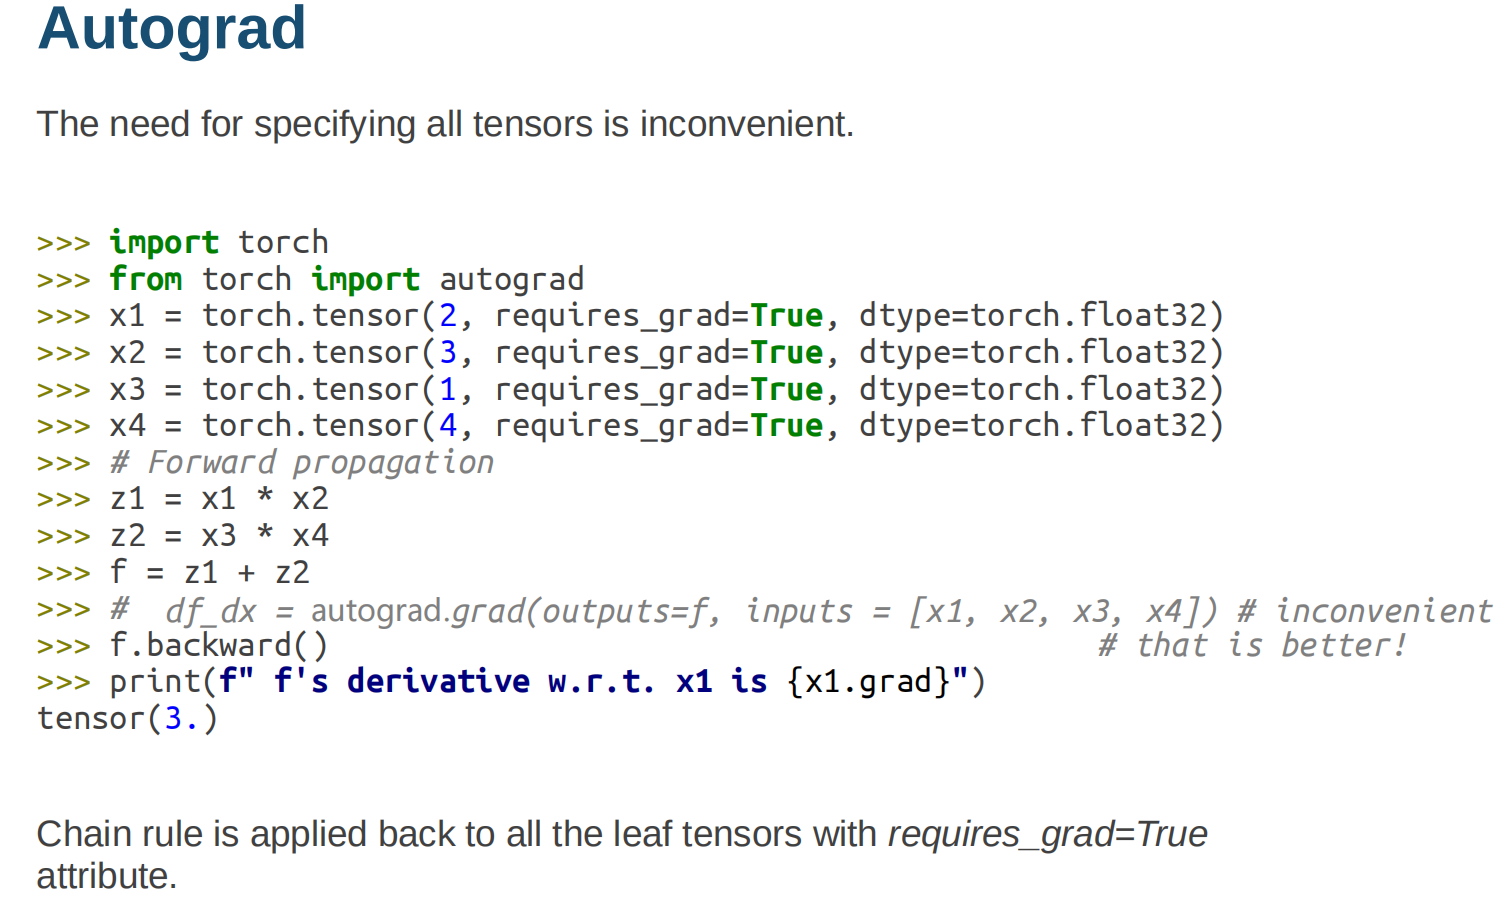 Autograd
The need for specifying all tensors is inconvenient.
>>> import torch
>>> from torch import autograd
>>> x1 = torch.tensor(2, requires_grad=True, dtype=torch.float32)
>>> x2 = torch.tensor(3, requires_grad=True, dtype=torch.float32)
>>> x3 = torch.tensor(1, requires_grad=True, dtype=torch.float32)
>>> x4 = torch.tensor(4, requires_grad=True, dtype=torch.float32)
>>> # Forward propagation
>>> z1 = x1 * x2
>>> z2 = x3 * x4
>>> f = z1 + z2
>>> #  df_dx = autograd.grad(outputs=f, inputs = [x1, x2, x3, x4]) # inconvenient
>>> f.backward() # that is better!
>>> print(f" f's derivative w.r.t. x1 is {x1.grad}")
tensor(3.)
Chain rule is applied back to all the leaf tensors with requires_grad=True
attribute.